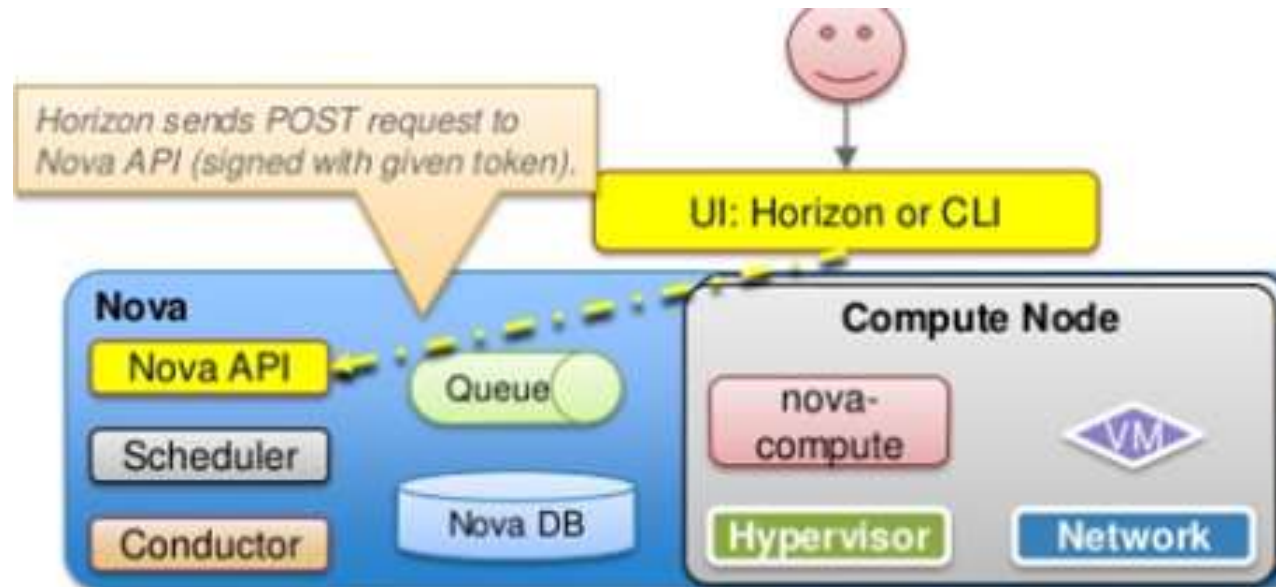 Horizon sends POST request to
Nova API (signed with given token).
UI: Horizon or CLI
Nova
Nova API
Scheduler
Conductor
Queue
Nova DB
Compute Node
nova-
compute
VM
Hypervisor
Network